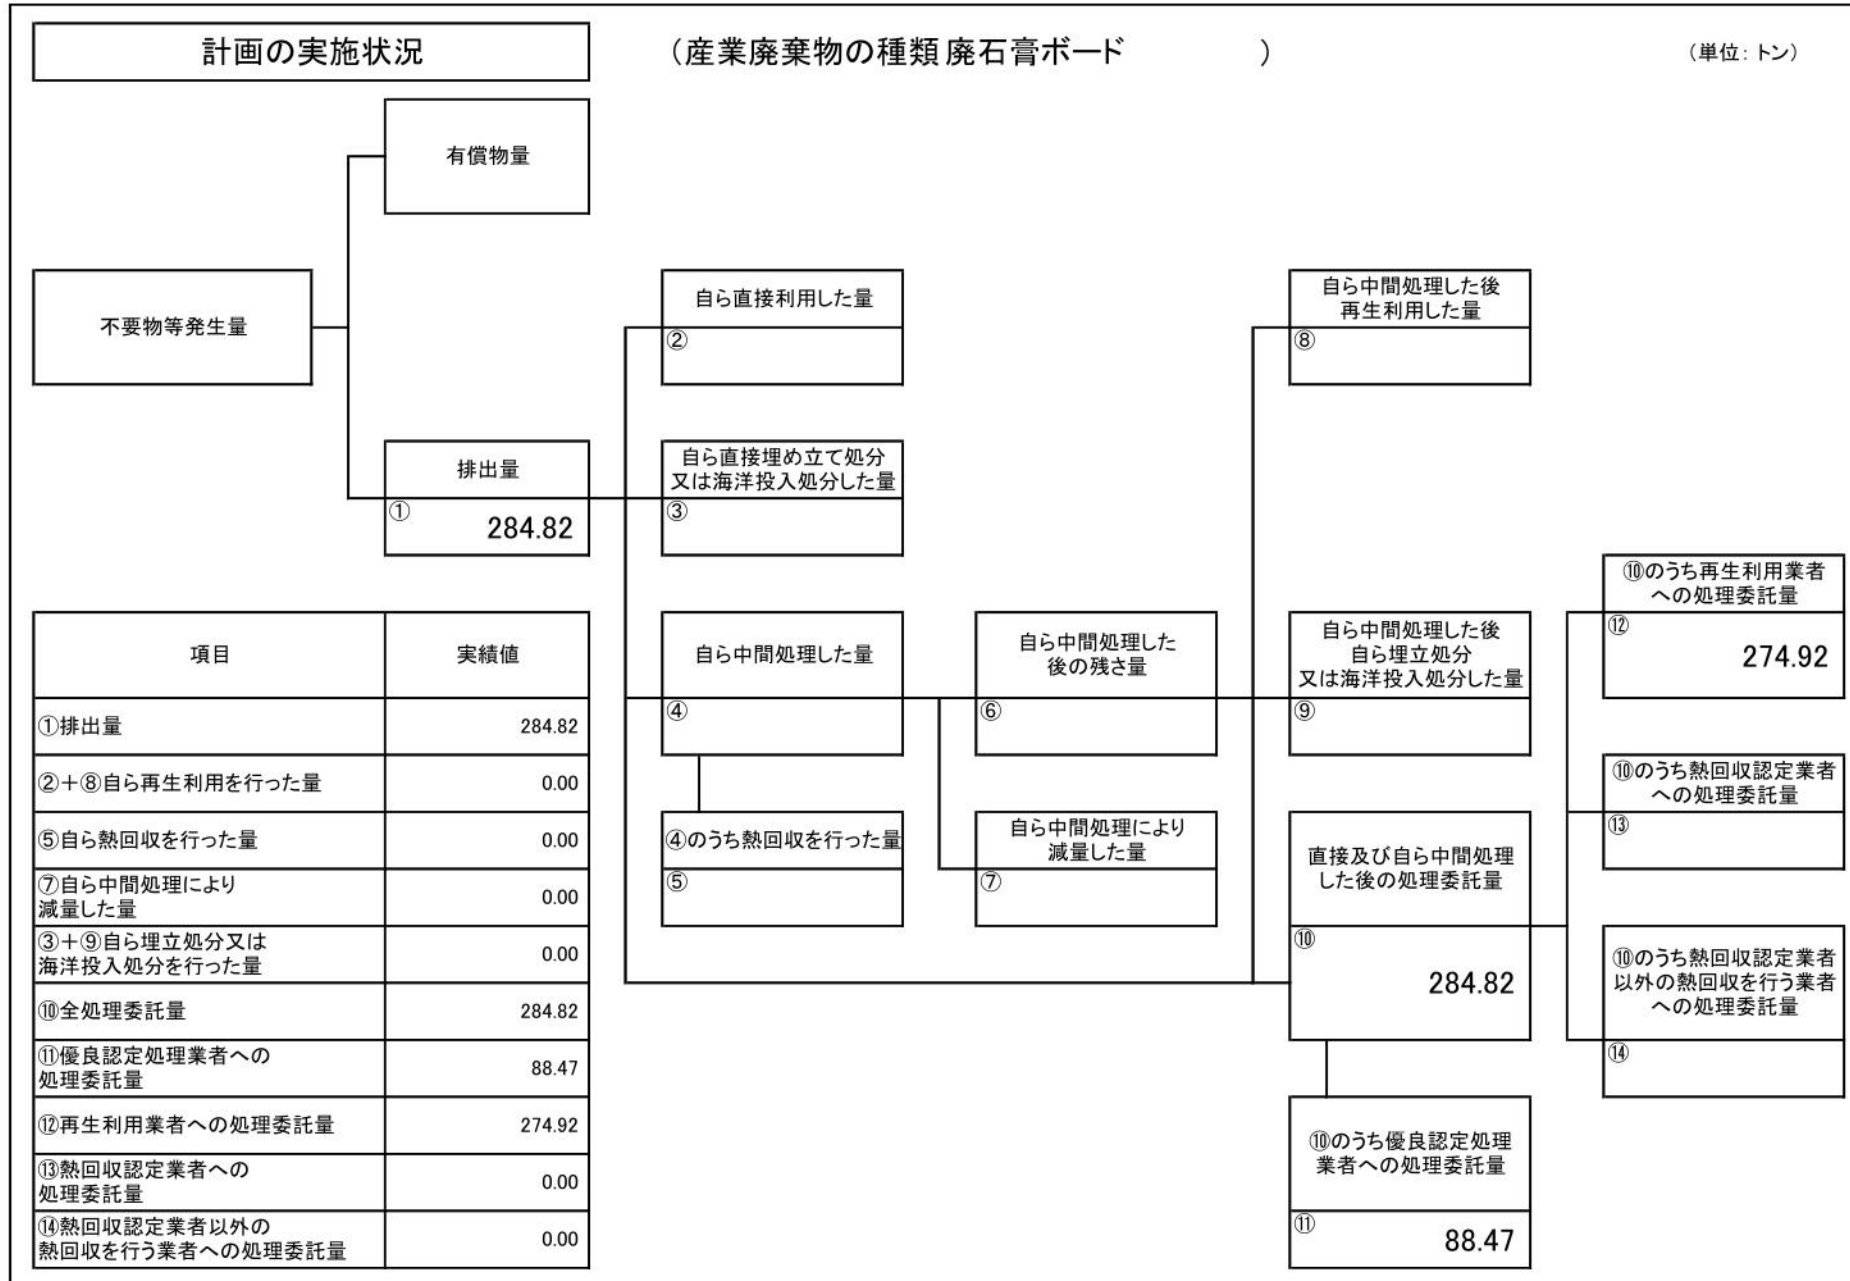 計画の実施状況
（産業廃棄物の種類 廃石膏ボード　　　　）
（単位：トン）
有償物量
不要物等発生量
自ら直接利用した量
②
自ら中間処理した後
再生利用した量
⑧
排出量
①
284.82
自ら直接埋め立て処分
又は海洋投入処分した量
③
⑩のうち再生利用業者
への処理委託量
⑫
274.92
自ら中間処理した量
④
自ら中間処理した
後の残さ量
⑥
自ら中間処理した後
自ら埋立処分
又は海洋投入処分した量
⑨
⑩のうち熱回収認定業者
への処理委託量
⑬
④のうち熱回収を行った量
⑤
自ら中間処理により
減量した量
⑦
直接及び自ら中間処理
した後の処理委託量
⑩
284.82
⑩のうち熱回収認定業者
以外の熱回収を行う業者
への処理委託量
⑭
⑩のうち優良認定処理
業者への処理委託量
⑪
88.47
項目 実績値
①排出量 284.82
②＋⑧自ら再生利用を行った量 0.00
⑤自ら熱回収を行った量 0.00
⑦自ら中間処理により
減量した量 0.00
③＋⑨自ら埋立処分又は
海洋投入処分を行った量 0.00
⑩全処理委託量 284.82
⑪優良認定処理業者への
処理委託量 88.47
⑫再生利用業者への処理委託量 274.92
⑬熱回収認定業者への
処理委託量 0.00
⑭熱回収認定業者以外の
熱回収を行う業者への処理委託量 0.00